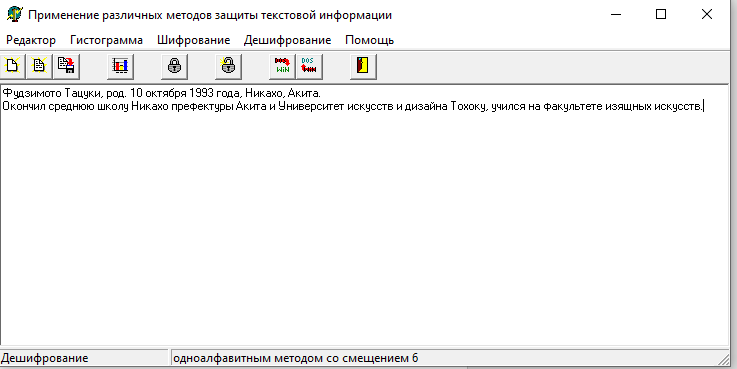 Применение различных методов защиты текстовой информации
Редактор Гистограмма Шифрование Дешифрование Помощь
DOS WIN DOS WIN
Фудзимото Тацуки, род. 10 октября 1993 года, Никахо, Акита.
Окончил среднюю школу Никахо префектуры Акита и Университет искусств и дизайна Тохоку, учился на факультете изящных искусств.
Дешифрование одноалфавитным методом со смещением 6